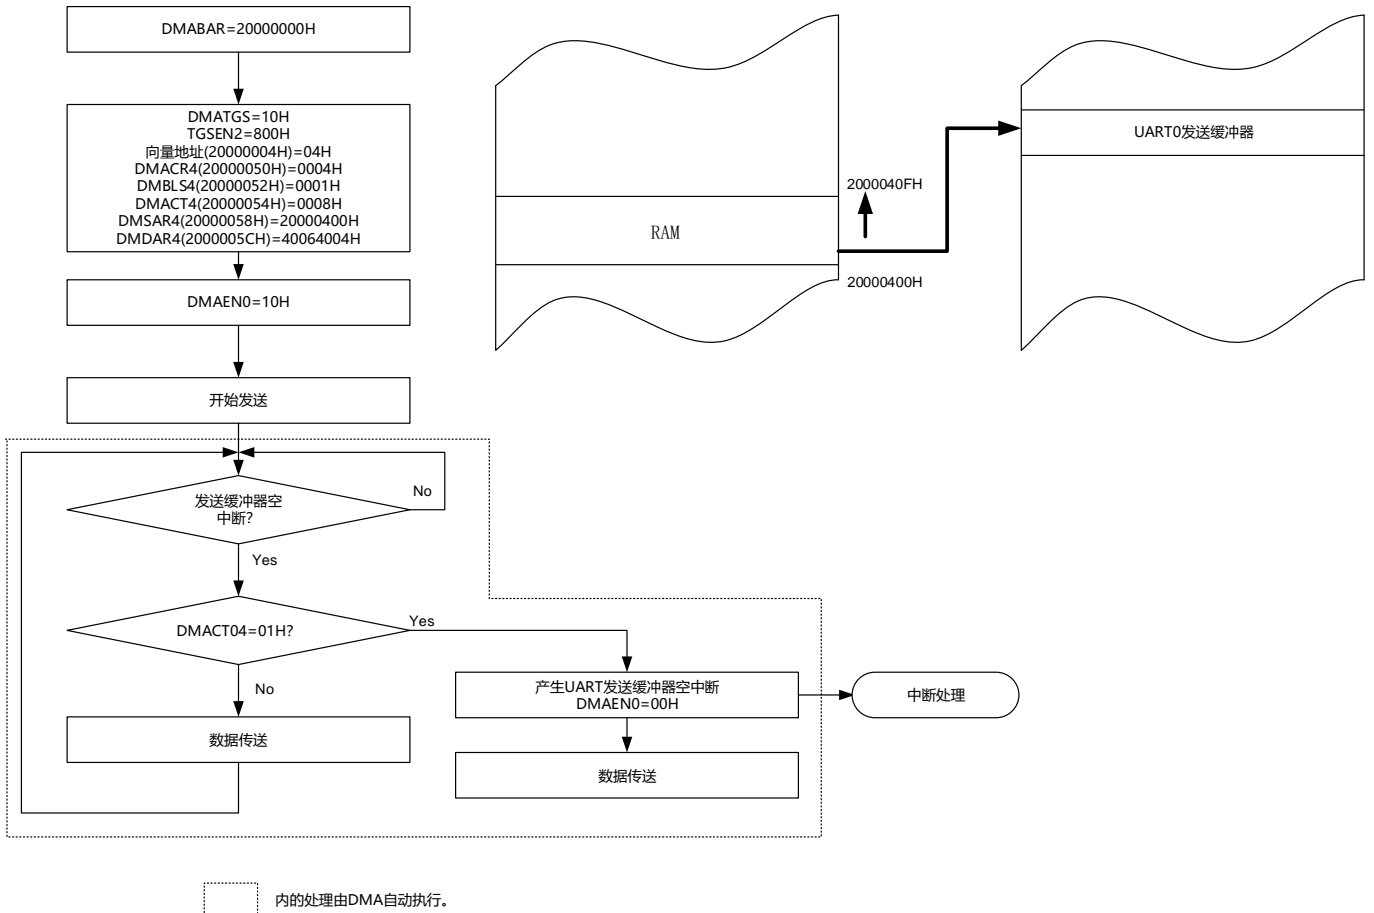 DMABAR=20000000H
DMATGS=10H
TGSEN2=800H
向量地址(20000004H)=04H
DMACR4(20000050H)=0004H
DMBLS4(20000052H)=0001H
DMACT4(20000054H)=0008H
DMSAR4(20000058H)=20000400H
DMDAR4(2000005CH)=40064004H
DMAEN0=10H
开始发送
发送缓冲器空
中断?
No
Yes
DMACT04=01H?
Yes
No
数据传送
产生UART发送缓冲器空中断
DMAEN0=00H
数据传送
中断处理
RAM
2000040FH
20000400H
UART0发送缓冲器
内的处理由DMA自动执行。